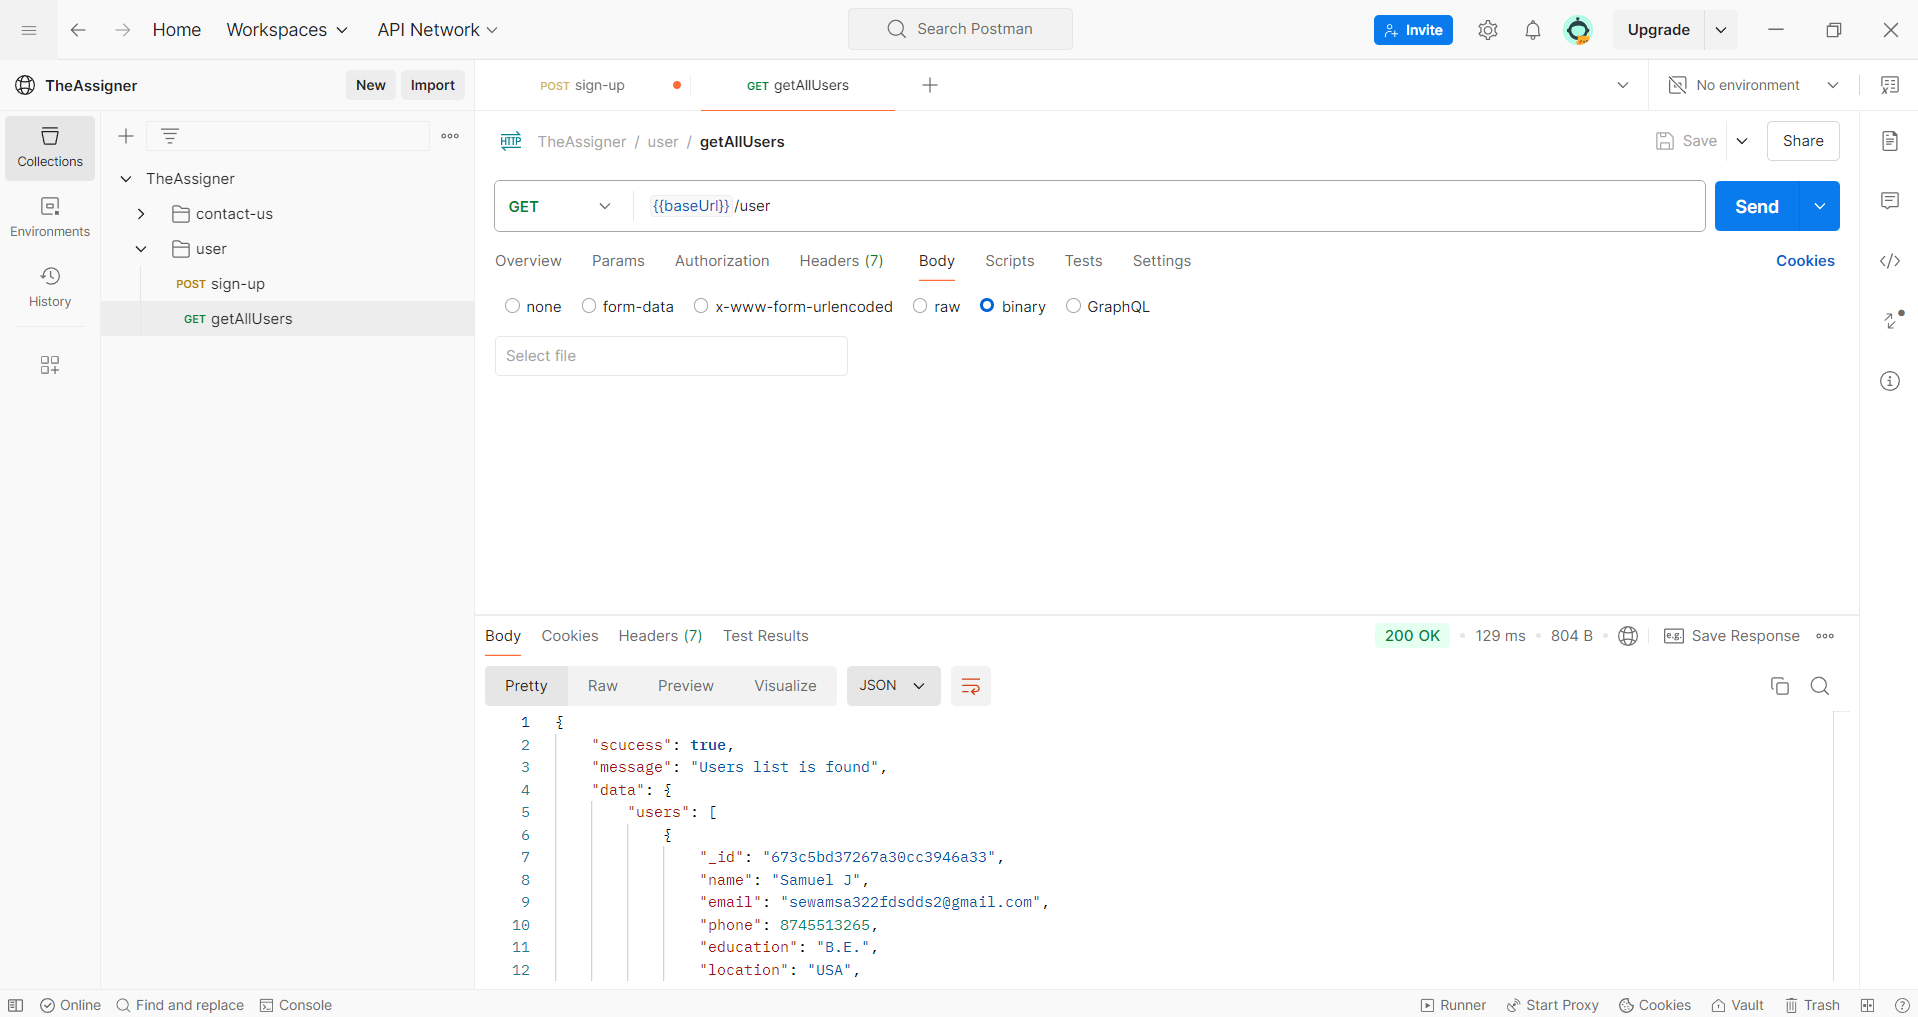 Home Workspaces API Network Search Postman Invite Upgrade
TheAssigner New Import POST sign-up GET getAllUsers No environment
Collections
HTTP TheAssigner / user / getAllUsers Save Share
TheAssigner
contact-us
GET {{baseUrl}} /user Send
Environments
user
Overview Params Authorization Headers (7) Body Scripts Tests Settings Cookies
POST sign-up
History
none form-data x-www-form-urlencoded raw binary GraphQL
GET getAllUsers
Select file
Body Cookies Headers (7) Test Results 200 OK 129 ms 804 B e.g. Save Response
Pretty Raw Preview Visualize JSON
1 {
2 "scucess": true,
3 "message": "Users list is found",
4 "data": {
5 "users": [
6 {
7 "_id": "673c5bd37267a30cc3946a33",
8 "name": "Samuel J",
9 "email": "sewamsa322fdsdds2@gmail.com",
10 "phone": 8745513265,
11 "education": "B.E.",
12 "location": "USA",
Online Find and replace Console Runner Start Proxy Cookies Vault Trash